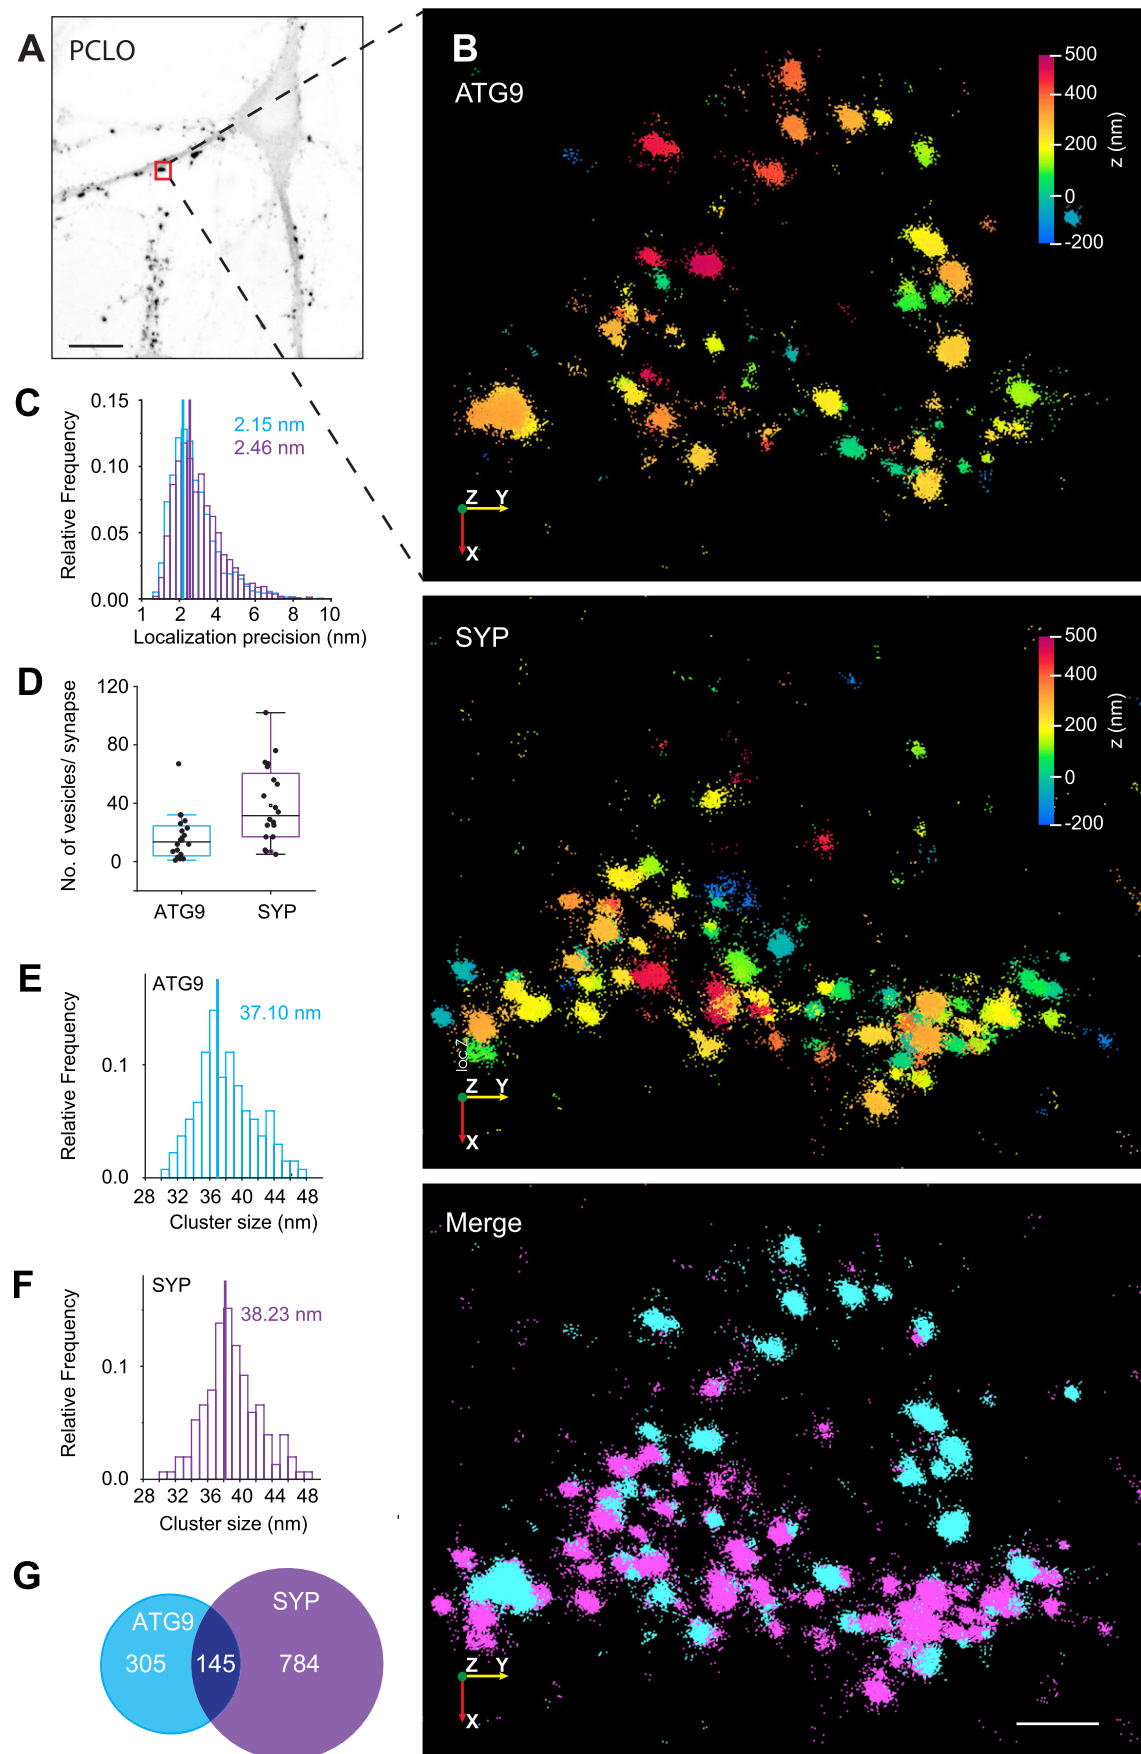 A
PCLO
B
ATG9
500
400
200
0
-200
z (nm)
Z Y
X
C
0.15
0.10
0.05
0.00
Relative Frequency
2.15 nm
2.46 nm
1 2 4 6 8 10
Localization precision (nm)
SYP
500
400
200
0
-200
z (nm)
loc Z
Z Y
X
D
120
80
40
0
No. of vesicles/ synapse
ATG9 SYP
E
ATG9
37.10 nm
0.1
0.0
Relative Frequency
28 32 36 40 44 48
Cluster size (nm)
Merge
Z Y
X
F
SYP
38.23 nm
0.1
0.0
Relative Frequency
28 32 36 40 44 48
Cluster size (nm)
G
ATG9
SYP
305 145 784